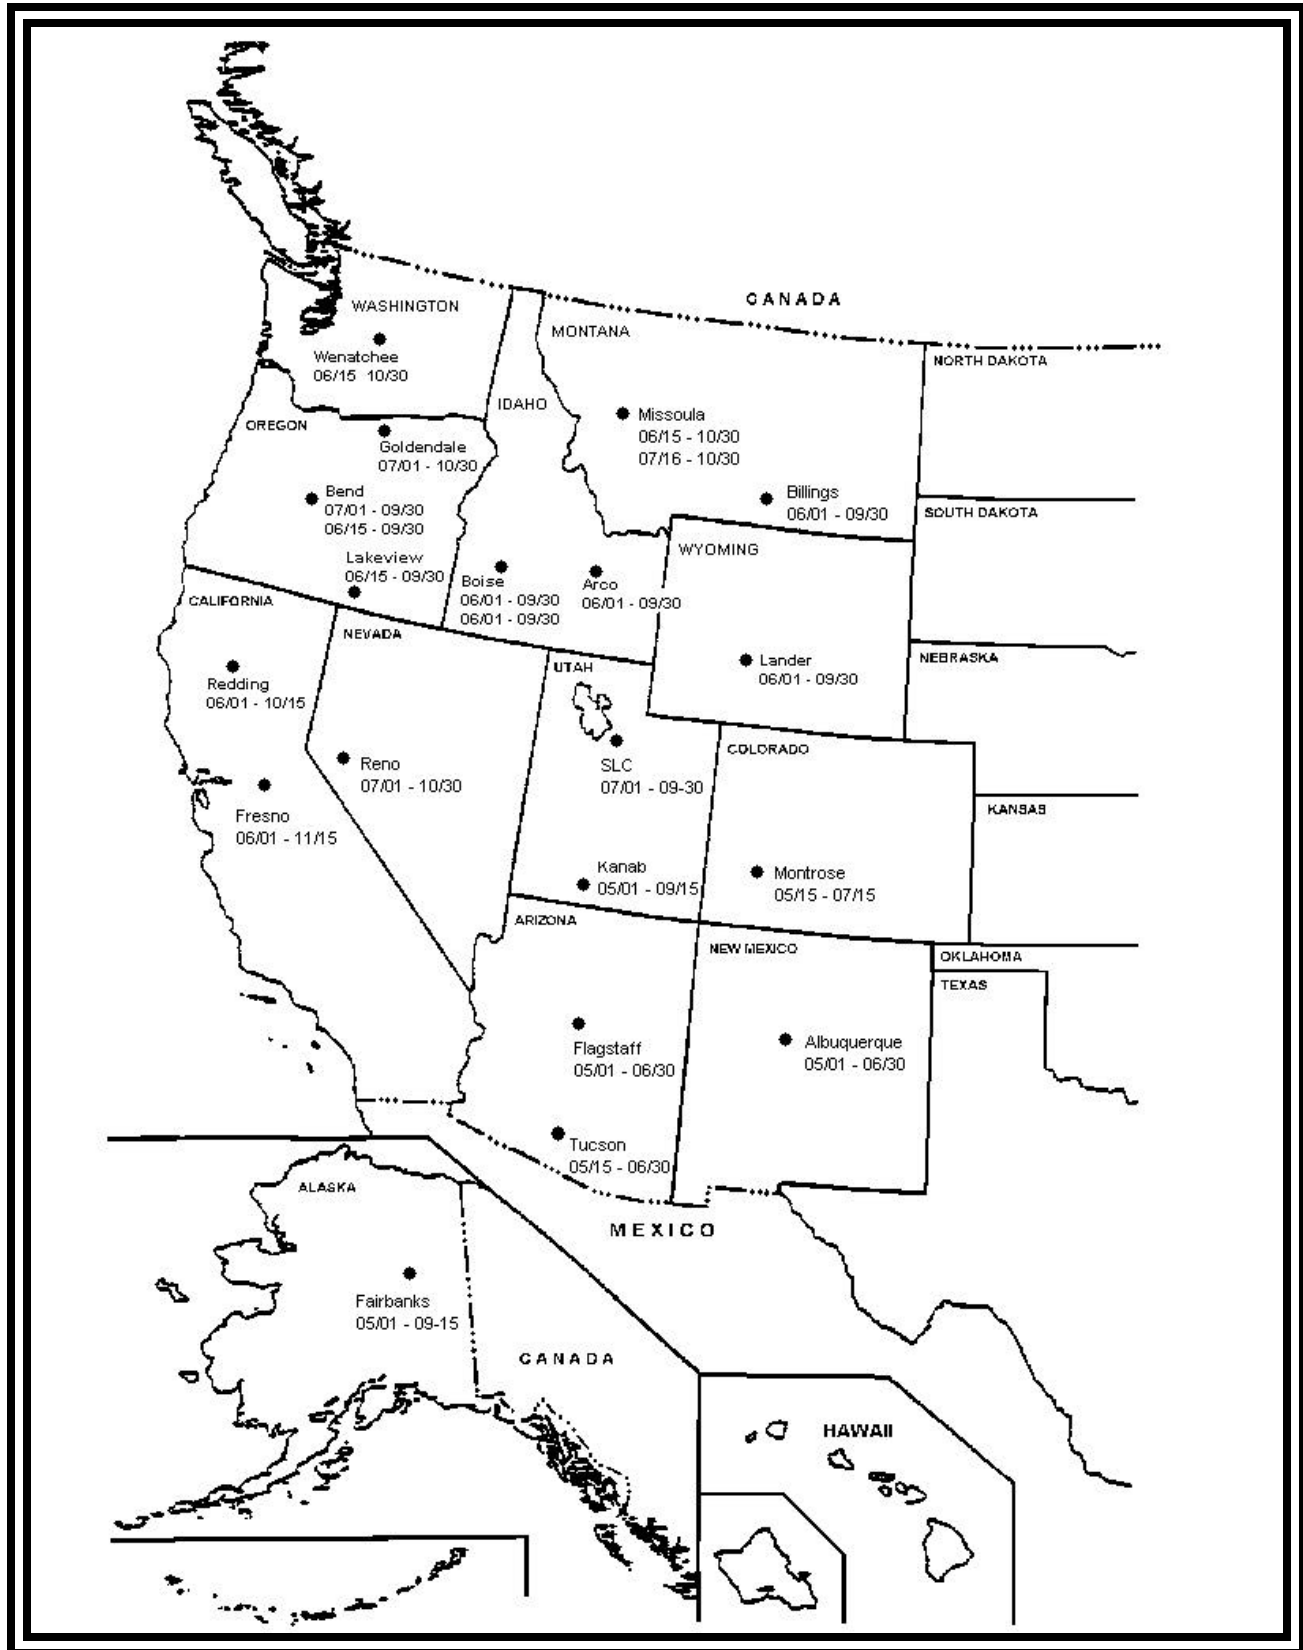 CANADA
WASHINGTON
Wenatchee
06/15 10/30
MONTANA
NORTH DAKOTA
IDAHO
OREGON
Missoula
06/15 - 10/30
07/16 - 10/30
Goldendale
07/01 - 10/30
Bend
07/01 - 09/30
06/15 - 09/30
Billings
06/01 - 09/30
SOUTH DAKOTA
Lakeview
06/15 - 09/30
WYOMING
Boise
06/01 - 09/30
06/01 - 09/30
Arco
06/01 - 09/30
CALIFORNIA
NEVADA
UTAH
Lander
06/01 - 09/30
NEBRASKA
Redding
06/01 - 10/15
COLORADO
Reno
07/01 - 10/30
SLC
07/01 - 09-30
KANSAS
Fresno
06/01 - 11/15
Kanab
05/01 - 09/15
Montrose
05/15 - 07/15
ARIZONA
NEW MEXICO
OKLAHOMA
TEXAS
Flagstaff
05/01 - 06/30
Albuquerque
05/01 - 06/30
Tucson
05/15 - 06/30
MEXICO
ALASKA
Fairbanks
05/01 - 09-15
CANADA
HAWAII